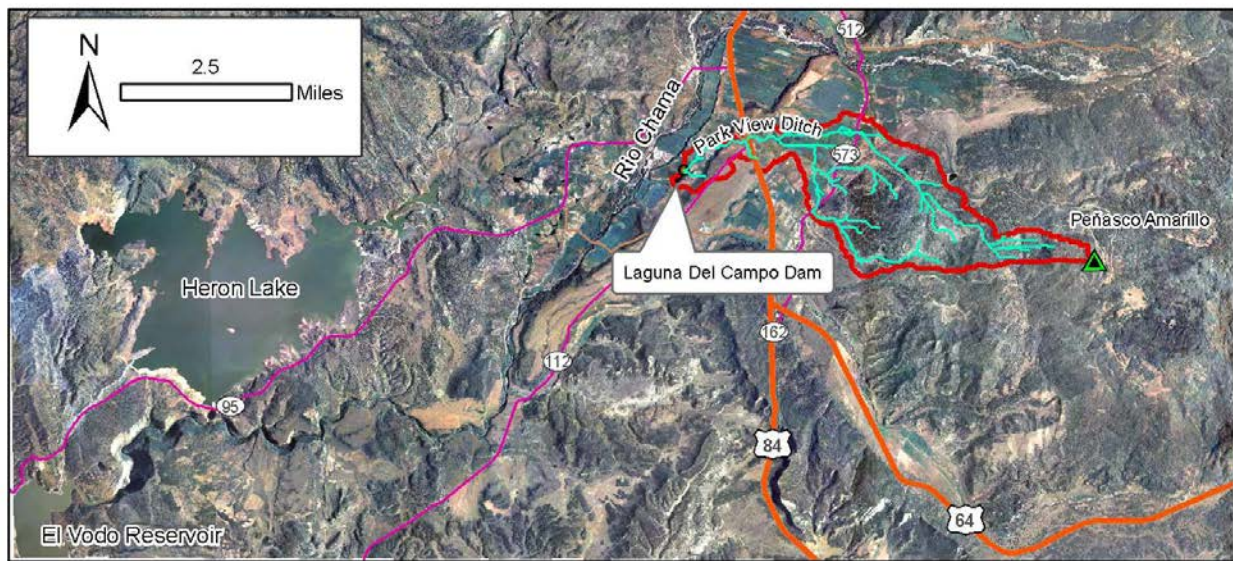 N
2.5
Miles
512
Rio Chama
Park View Ditch
573
Peñasco Amarillo
Laguna Del Campo Dam
Heron Lake
162
112
95
84
64
El Vodo Reservoir